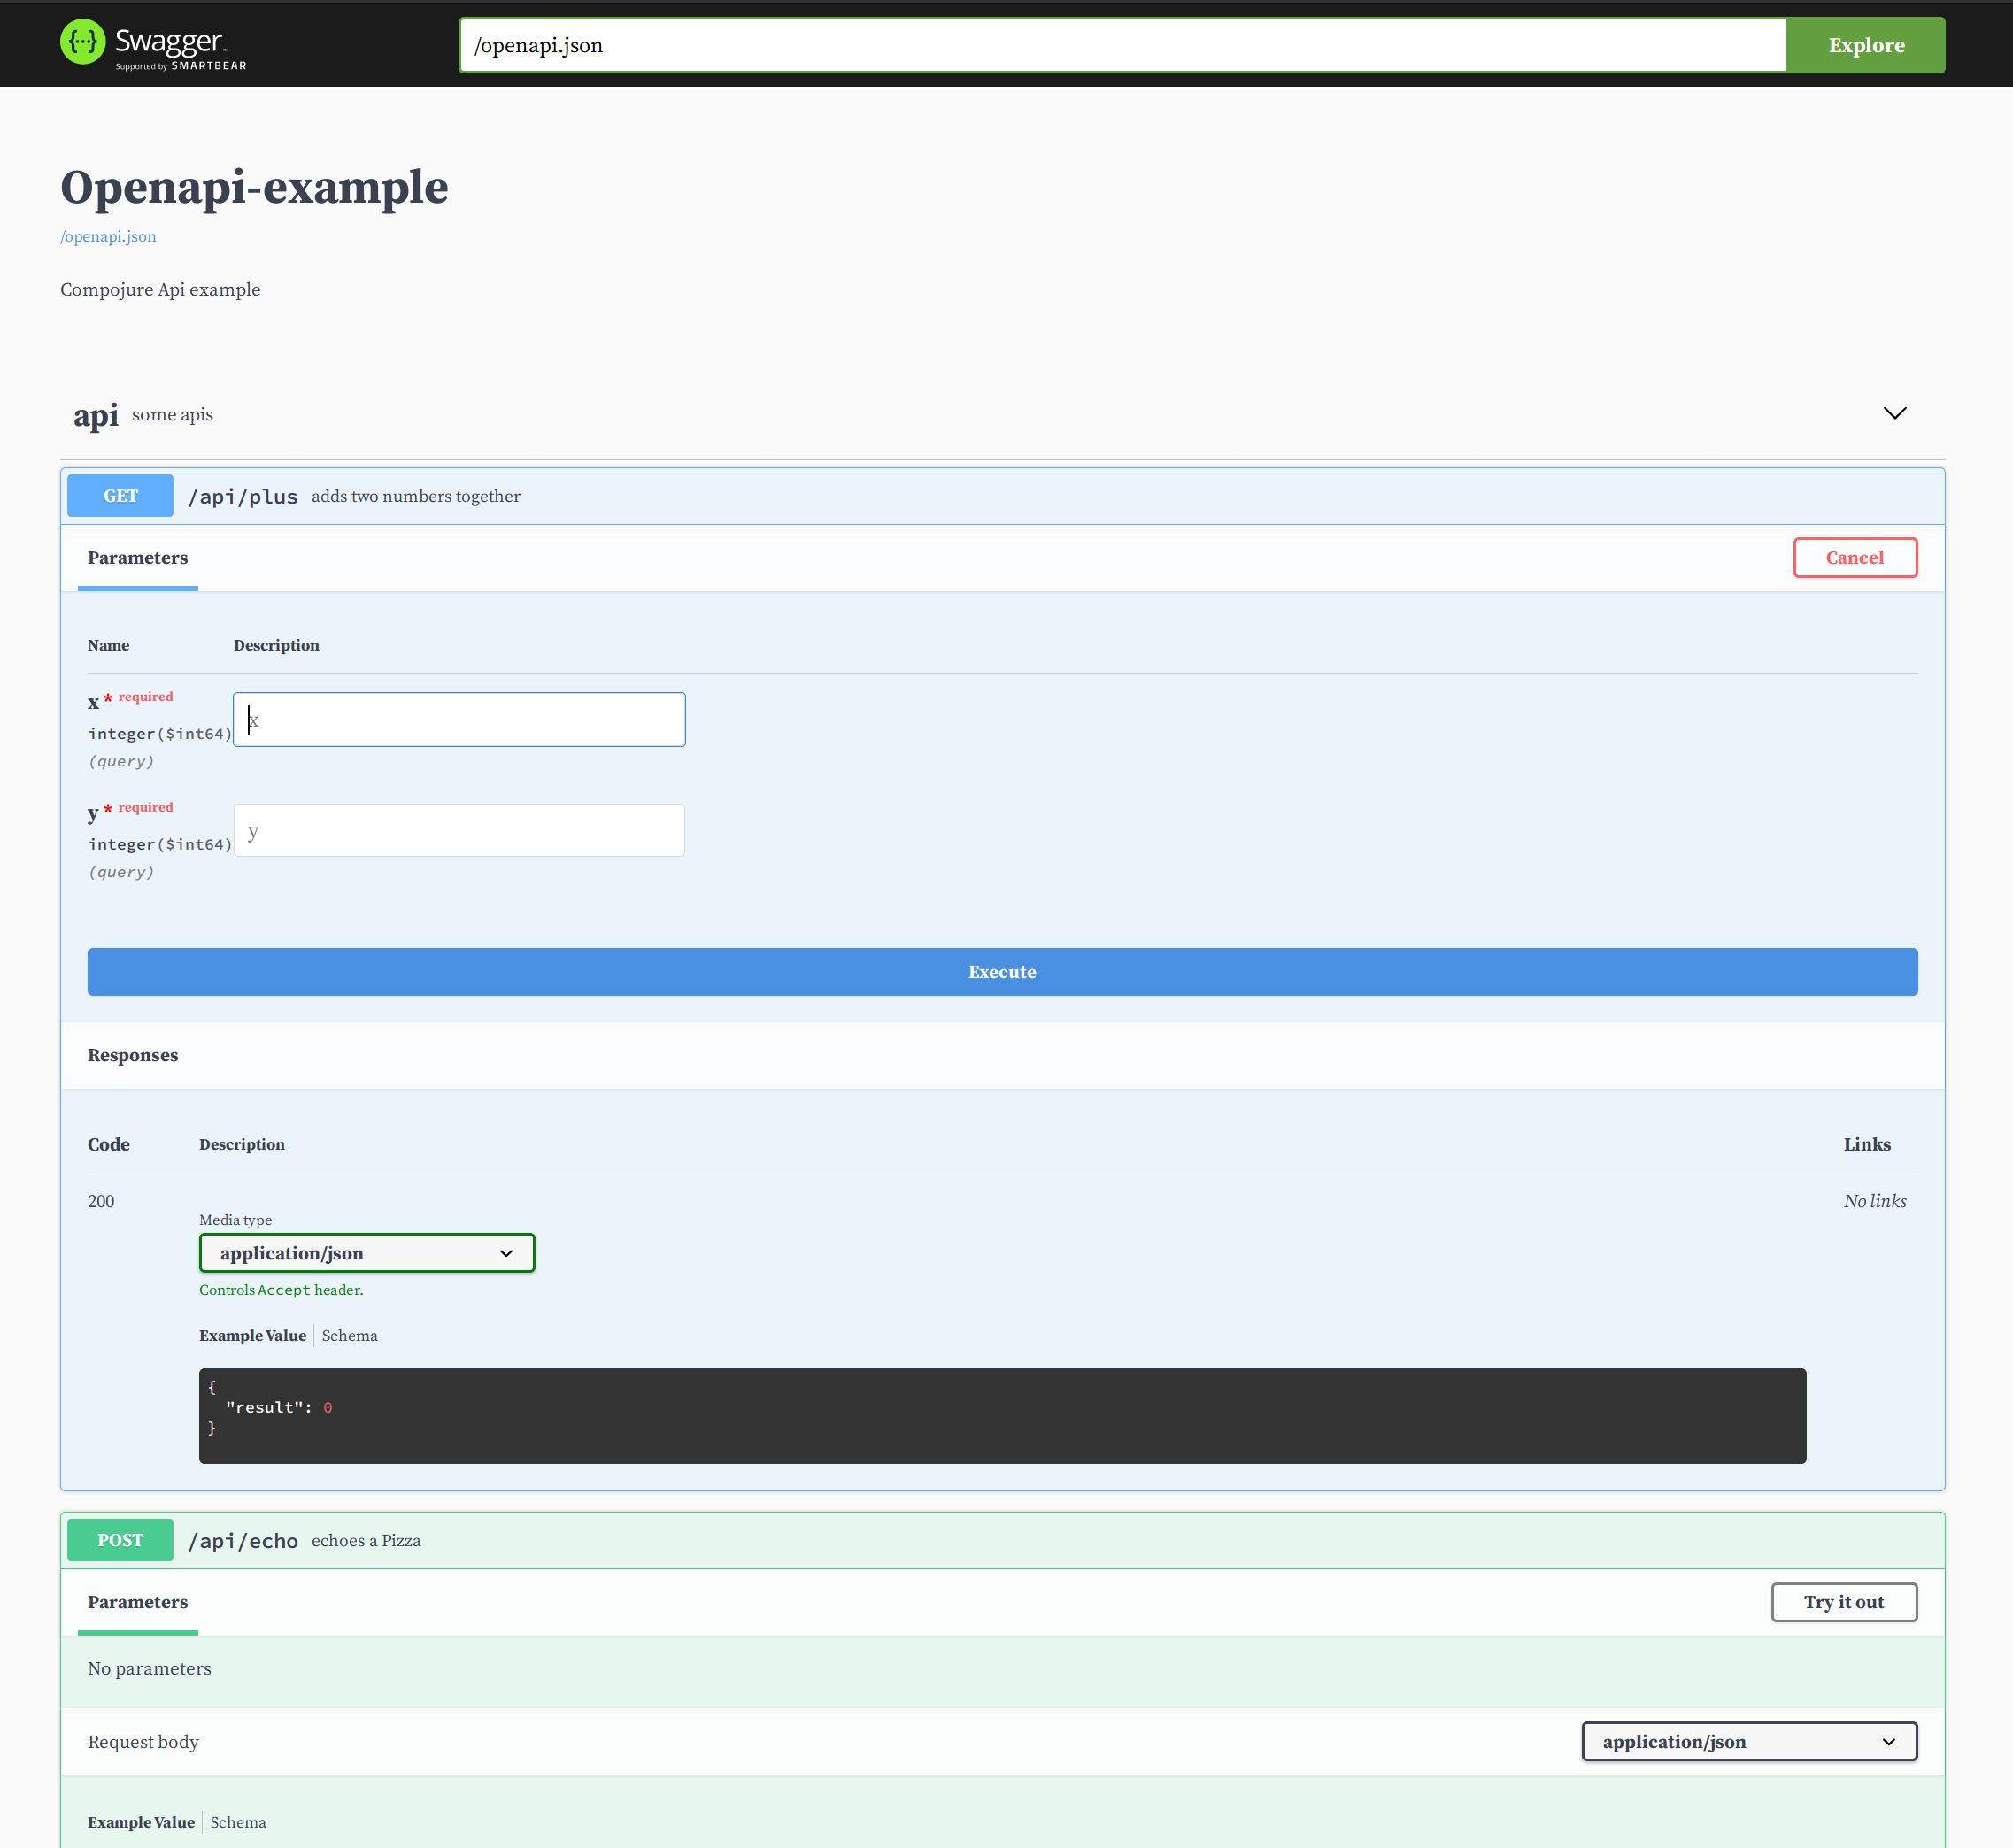 {···} Swagger™
Supported by SMARTBEAR
/openapi.json
Explore
Openapi-example
/openapi.json
Compojure Api example
api some apis
GET /api/plus adds two numbers together
Parameters
Cancel
Name Description
x * required
integer($int64)
(query)
x
y * required
integer($int64)
(query)
y
Execute
Responses
Code Description Links
200
No links
Media type
application/json
Controls Accept header.
Example Value Schema
{
"result": 0
}
POST /api/echo echoes a Pizza
Parameters
Try it out
No parameters
Request body
application/json
Example Value Schema